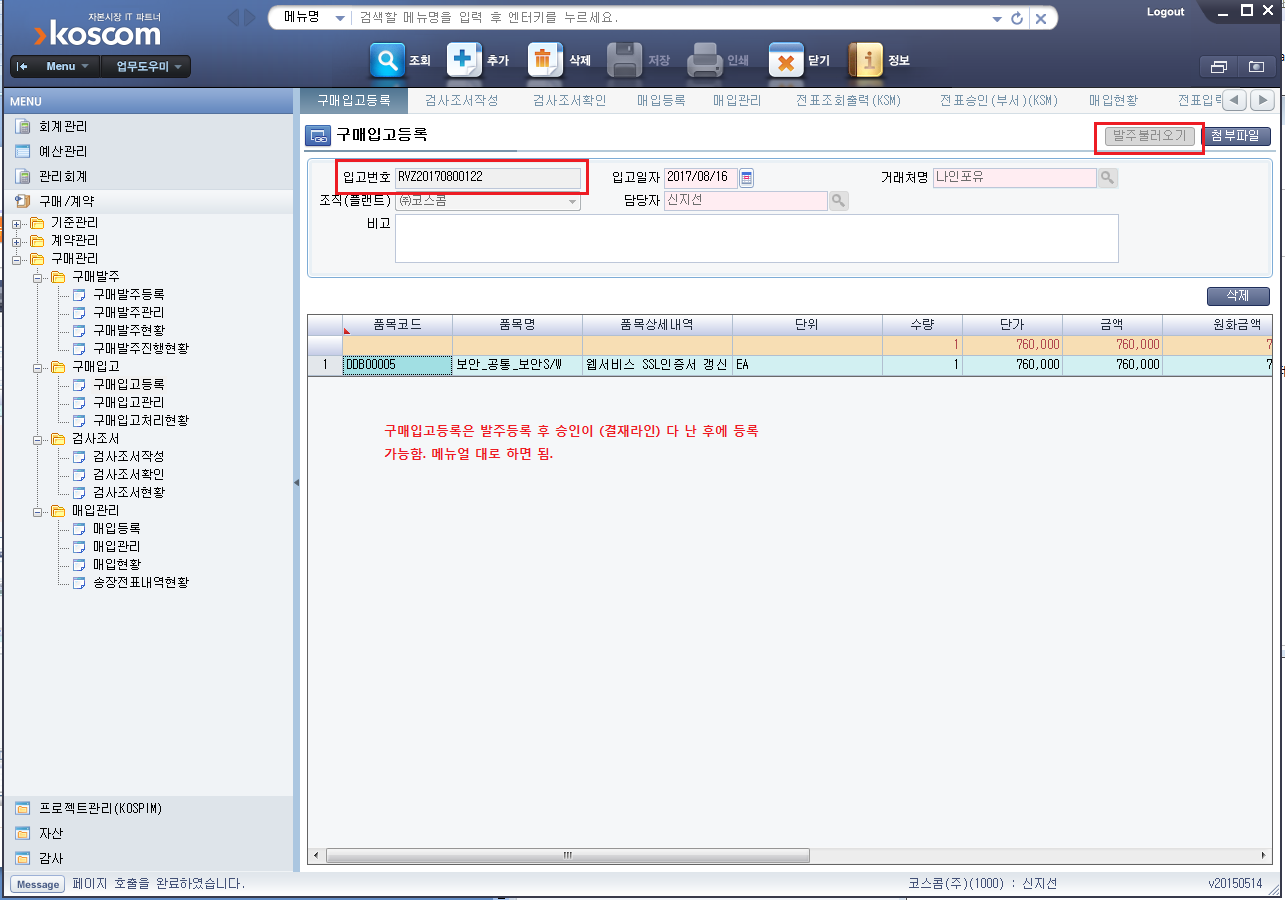 자본시장 IT 파트너
koscom
메뉴명 검색할 메뉴명을 입력 후 엔터키를 누르세요.
Logout
Menu 업무도우미
조회 추가 삭제 저장 인쇄 닫기 정보
MENU
구매입고등록 검사조서작성 검사조서확인 매입등록 매입관리 전표조회출력(KSM) 전표승인(부서)(KSM) 매입현황
회계관리
예산관리
관리회계
구매/계약
기준관리
계약관리
구매관리
구매발주
구매발주등록
구매발주관리
구매발주현황
구매발주진행현황
구매입고
구매입고등록
구매입고관리
구매입고처리현황
검사조서
검사조서작성
검사조서확인
검사조서현황
매입관리
매입등록
매입관리
매입현황
송장전표내역현황
프로젝트관리(KOSPIM)
자산
감사
구매입고등록
발주불러오기 첨부파일
입고번호 RVZ20170800122 입고일자 2017/08/16 거래처명 나인포유
조직(플랜트) ㈜코스콤 담당자 신지선
비고
삭제
품목코드 품목명 품목상세내역 단위 수량 단가 금액 원화금액
1 760,000 760,000 7
1 DDB00005 보안_공통_보안S/W 웹서비스 SSL인증서 갱신 EA 1 760,000 760,000 7
구매입고등록은 발주등록 후 승인이 (결재라인) 다 난 후에 등록
가능함. 메뉴얼 대로 하면 됨.
Message 페이지 호출을 완료하였습니다.
코스콤(주)(1000) : 신지선
v20150514